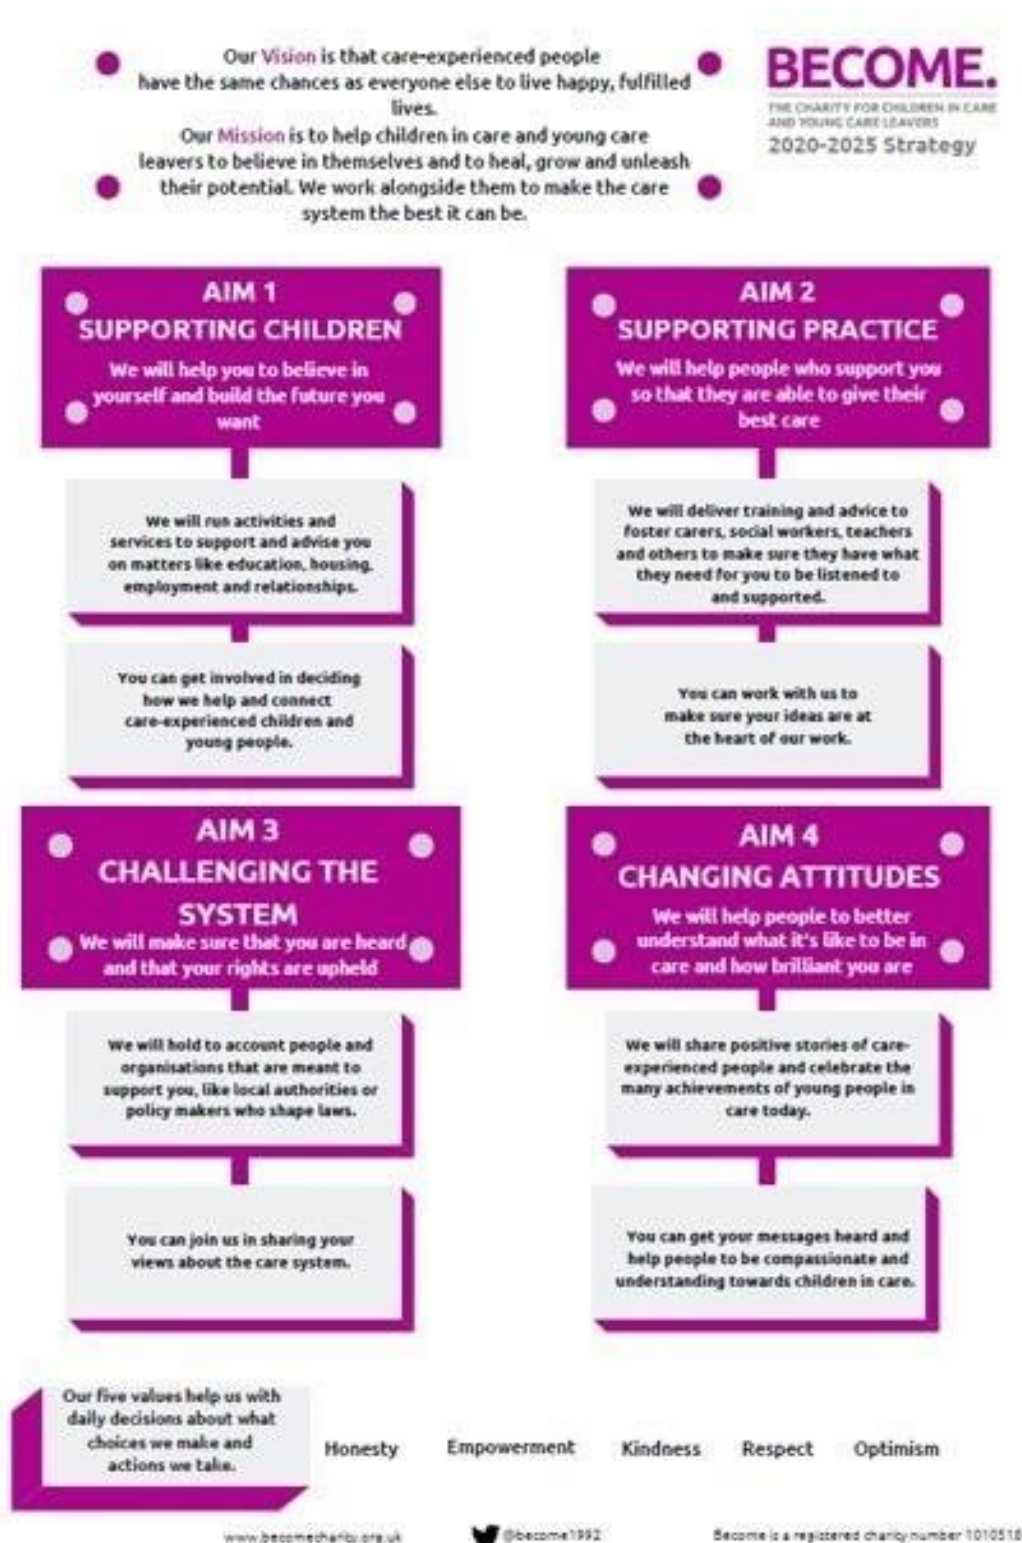 Our Vision is that care-experienced people
have the same chances as everyone else to live happy, fulfilled
lives.
Our Mission is to help children in care and young care
leavers to believe in themselves and to heal, grow and unleash
their potential. We work alongside them to make the care
system the best it can be.
BECOME.
THE CHARITY FOR CHILDREN IN CARE
AND YOUNG CARE LEAVERS
2020-2025 Strategy
AIM 1
SUPPORTING CHILDREN
We will help you to believe in
yourself and build the future you
want
We will run activities and
services to support and advise you
on matters like education, housing,
employment and relationships.
You can get involved in deciding
how we help and connect
care-experienced children and
young people.
AIM 2
SUPPORTING PRACTICE
We will help people who support you
so that they are able to give their
best care
We will deliver training and advice to
foster carers, social workers, teachers
and others to make sure they have what
they need for you to be listened to
and supported.
You can work with us to
make sure your ideas are at
the heart of our work.
AIM 3
CHALLENGING THE
SYSTEM
We will make sure that you are heard
and that your rights are upheld
We will hold to account people and
organisations that are meant to
support you, like local authorities or
policy makers who shape laws.
You can join us in sharing your
views about the care system.
AIM 4
CHANGING ATTITUDES
We will help people to better
understand what it's like to be in
care and how brilliant you are
We will share positive stories of care-
experienced people and celebrate the
many achievements of young people in
care today.
You can get your messages heard and
help people to be compassionate and
understanding towards children in care.
Our five values help us with
daily decisions about what
choices we make and
actions we take.
Honesty Empowerment Kindness Respect Optimism
www.becomecharity.org.uk @become1992 Become is a registered charity number 1010518